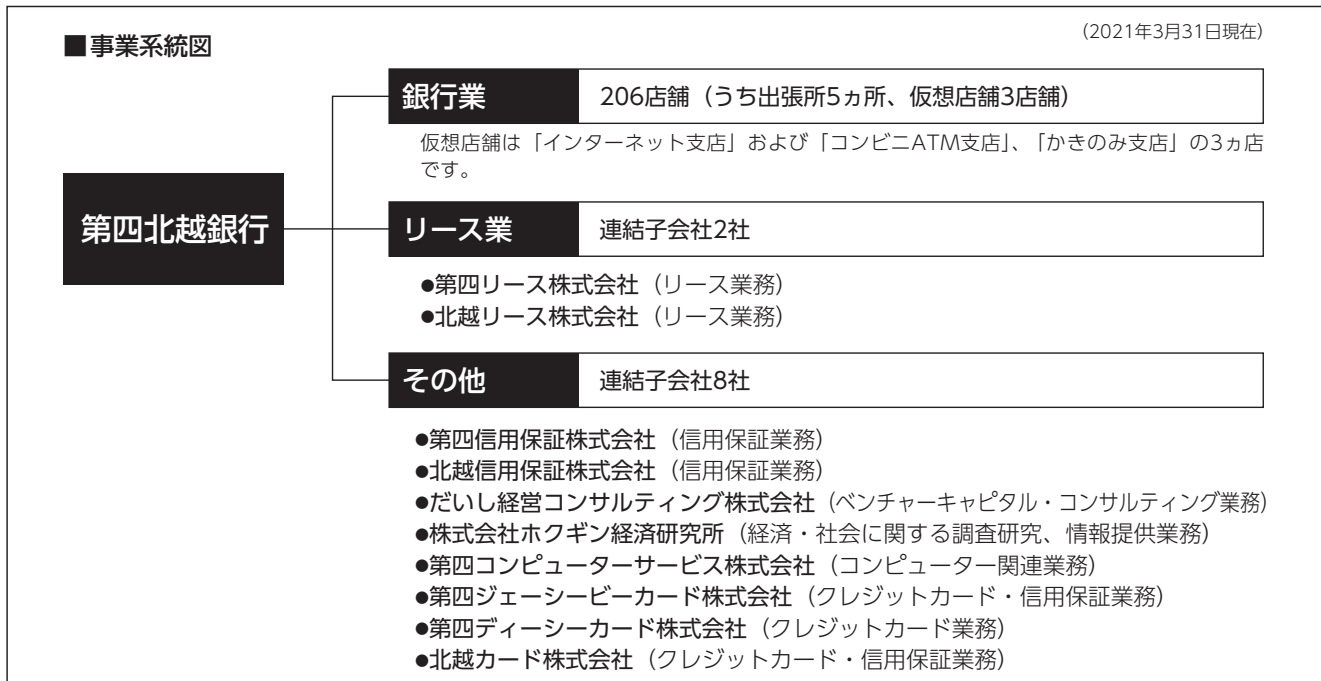 ■事業系統図
（2021年3月31日現在）
第四北越銀行
銀行業 206店舗（うち出張所5ヵ所、仮想店舗3店舗）
仮想店舗は「インターネット支店」および「コンビニATM支店」、「かきのみ支店」の3ヵ店
です。
リース業 連結子会社2社
●第四リース株式会社（リース業務）
●北越リース株式会社（リース業務）
その他 連結子会社8社
●第四信用保証株式会社（信用保証業務）
●北越信用保証株式会社（信用保証業務）
●だいし経営コンサルティング株式会社（ベンチャーキャピタル・コンサルティング業務）
●株式会社ホクギン経済研究所（経済・社会に関する調査研究、情報提供業務）
●第四コンピューターサービス株式会社（コンピューター関連業務）
●第四ジェーシービーカード株式会社（クレジットカード・信用保証業務）
●第四ディーシーカード株式会社（クレジットカード業務）
●北越カード株式会社（クレジットカード・信用保証業務）